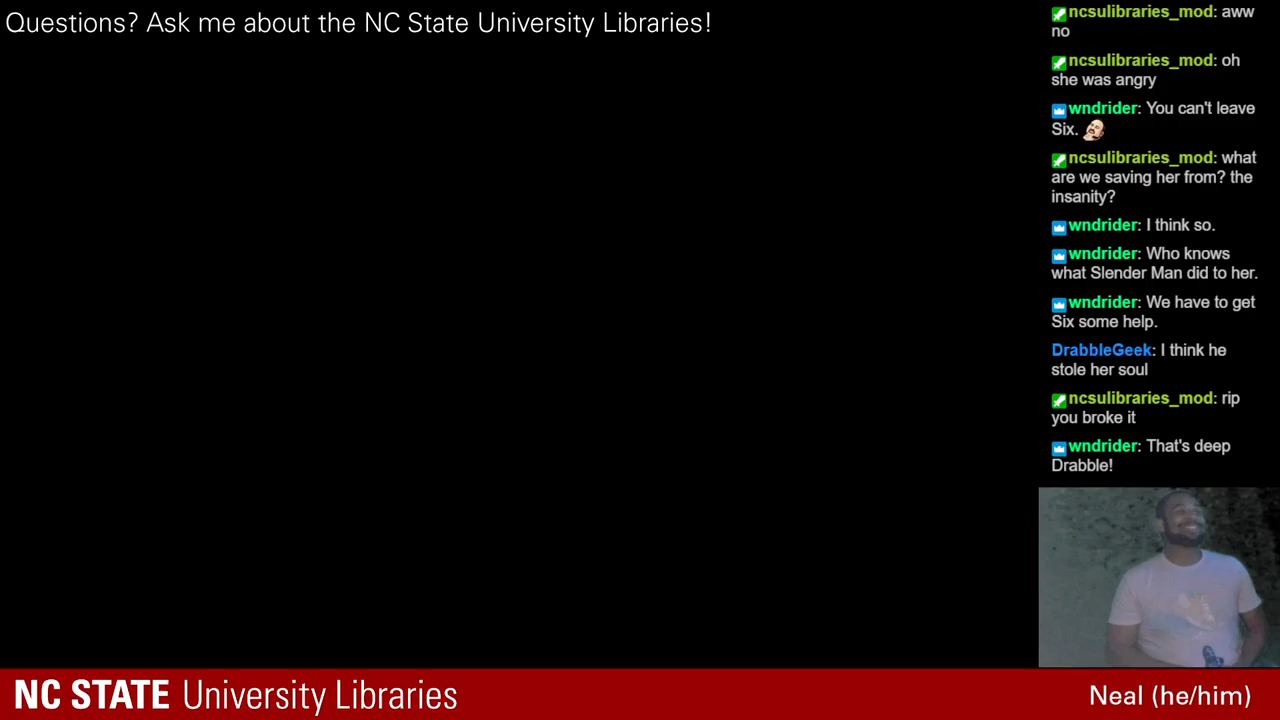 Questions? Ask me about the NC State University Libraries!
ncsulibraries_mod: aww
no
ncsulibraries_mod: oh
she was angry
wndrider: You can't leave
Six.
ncsulibraries_mod: what
are we saving her from? the
insanity?
wndrider: I think so.
wndrider: Who knows
what Slender Man did to her.
wndrider: We have to get
Six some help.
DrabbleGeek: I think he
stole her soul
ncsulibraries_mod: rip
you broke it
wndrider: That's deep
Drabble!
NC STATE University Libraries
Neal (he/him)